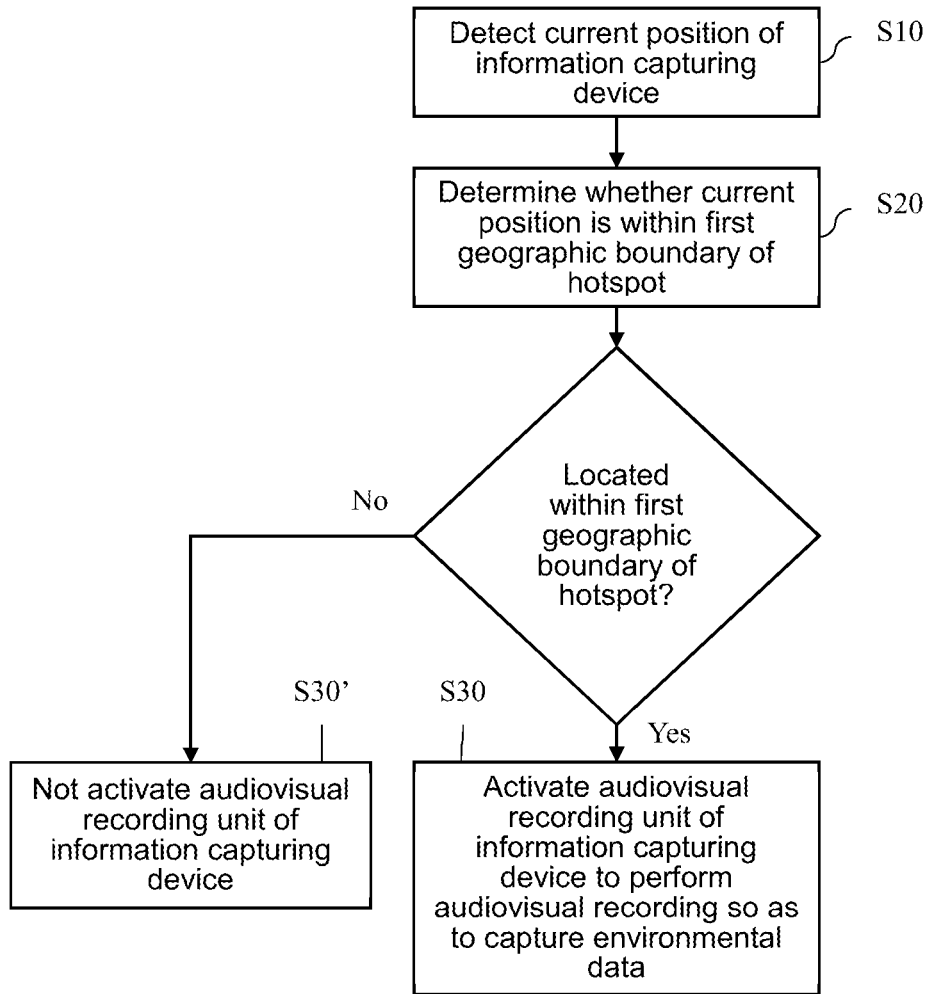 Detect current position of
information capturing
device
S10
Determine whether current
position is within first
geographic boundary of
hotspot
S20
Located
within first
geographic
boundary of
hotspot?
No
Yes
S30’
S30
Not activate audiovisual
recording unit of
information capturing
device
Activate audiovisual
recording unit of
information capturing
device to perform
audiovisual recording so as
to capture environmental
data